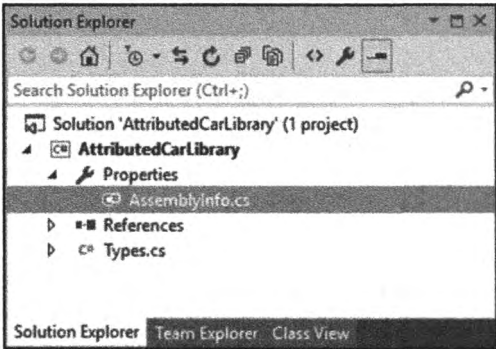 Solution Explorer
Search Solution Explorer (Ctrl+;)
Solution 'AttributedCarLibrary' (1 project)
C# AttributedCarLibrary
Properties
AssemblyInfo.cs
References
C# Types.cs
Solution Explorer Team Explorer Class View